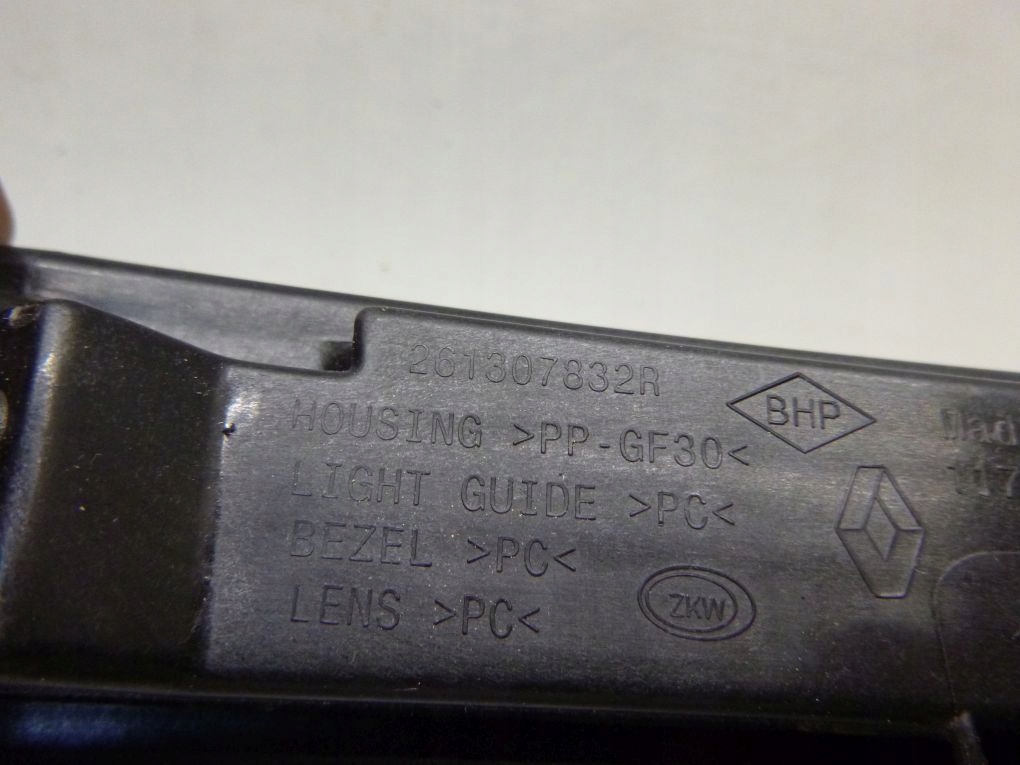 261307832R
BHP
HOUSING >PP-GF30<
LIGHT GUIDE >PC<
BEZEL >PC<
LENS >PC<
ZKW